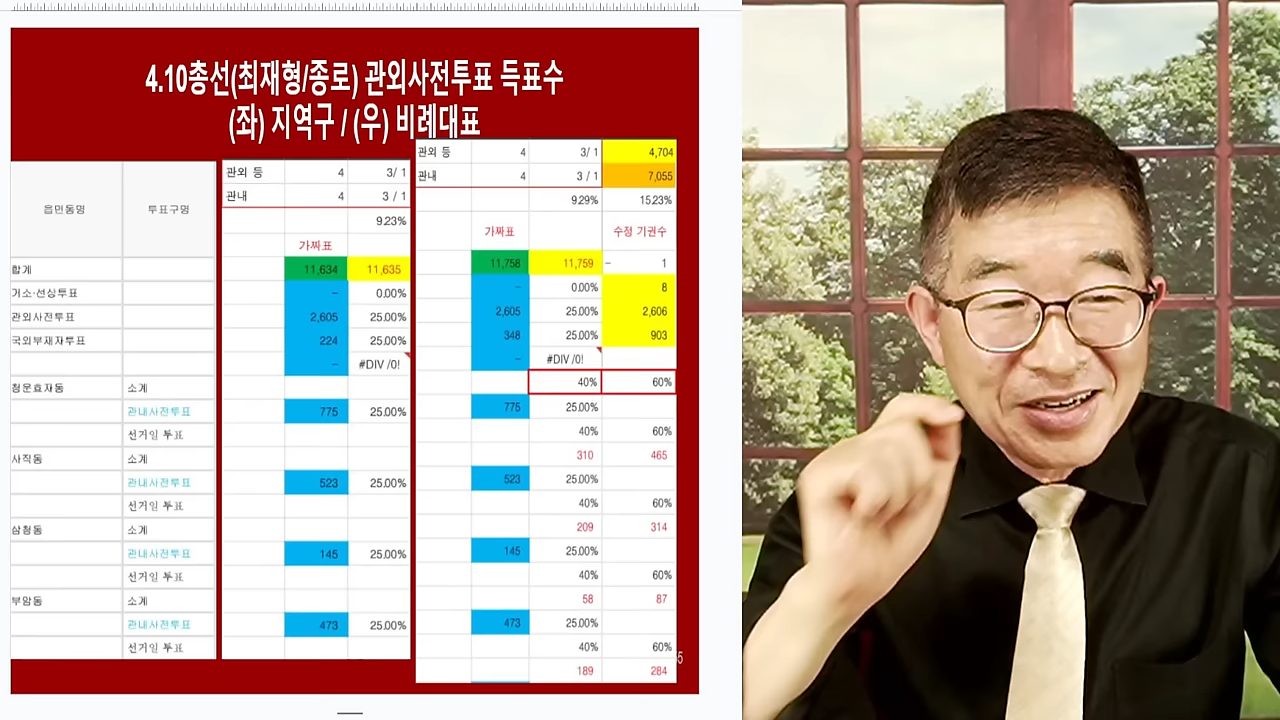 4.10총선(최재형/종로) 관외사전투표 득표수
(좌) 지역구 / (우) 비례대표
관외 등 4 3/ 1 4,704
관내 4 3 / 1 7,055
9.29% 15.23%
가짜표 수정 기권수
11,758 11,759 – 1
– 0.00% 8
2,605 25.00% 2,606
348 25.00% 903
– #DIV /0!
40% 60%
775 25.00%
40% 60%
310 465
523 25.00%
40% 60%
209 314
145 25.00%
40% 60%
58 87
473 25.00%
40% 60%
189 284
관외 등 4 3/ 1
관내 4 3 / 1
9.23%
가짜표
11,634 11,635
– 0.00%
2,605 25.00%
224 25.00%
– #DIV /0!
775 25.00%
523 25.00%
145 25.00%
473 25.00%
읍면동명 투표구명
합계
거소·선상투표
관외사전투표
국외부재자투표
청운효자동 소계
관내사전투표
선거일 투표
사직동 소계
관내사전투표
선거일 투표
삼청동 소계
관내사전투표
선거일 투표
부암동 소계
관내사전투표
선거일 투표